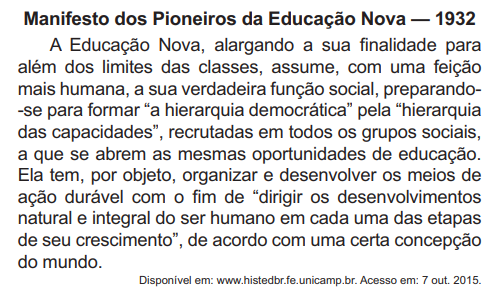 Manifesto dos Pioneiros da Educação Nova — 1932
A Educação Nova, alargando a sua finalidade para
além dos limites das classes, assume, com uma feição
mais humana, a sua verdadeira função social, preparando-
-se para formar “a hierarquia democrática” pela “hierarquia
das capacidades”, recrutadas em todos os grupos sociais,
a que se abrem as mesmas oportunidades de educação.
Ela tem, por objeto, organizar e desenvolver os meios de
ação durável com o fim de “dirigir os desenvolvimentos
natural e integral do ser humano em cada uma das etapas
de seu crescimento”, de acordo com uma certa concepção
do mundo.
Disponível em: www.histedbr.fe.unicamp.br. Acesso em: 7 out. 2015.